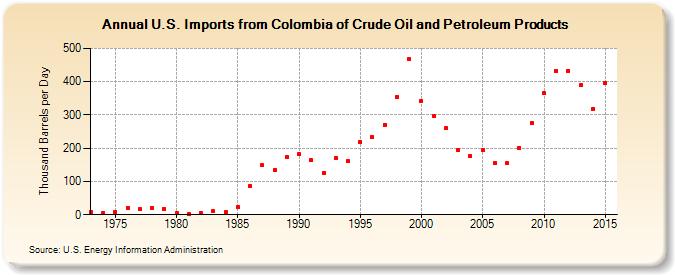 Annual U.S. Imports from Colombia of Crude Oil and Petroleum Products
Thousand Barrels per Day
500
400
300
200
100
0
1975 1980 1985 1990 1995 2000 2005 2010 2015
Source: U.S. Energy Information Administration